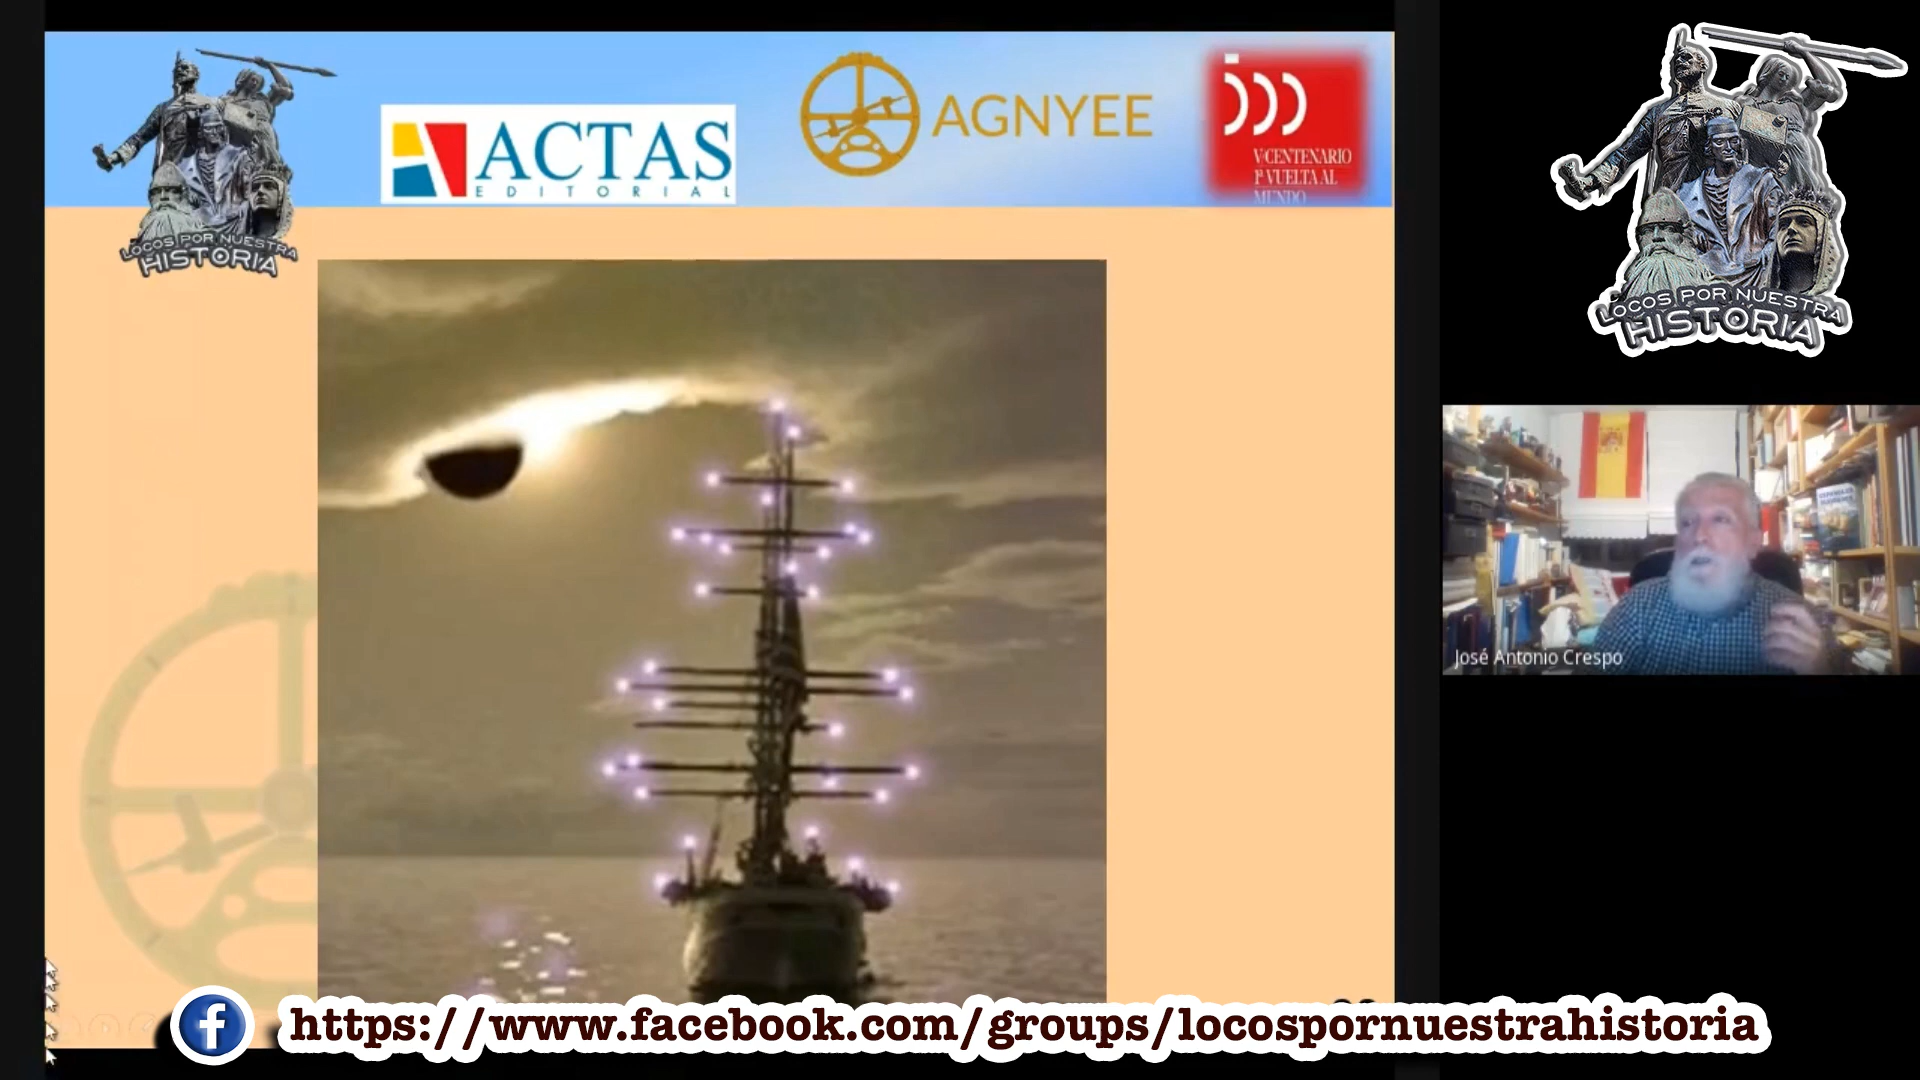 ACTAS
EDITORIAL
AGNYEE
V CENTENARIO
1ª VUELTA AL
MUNDO
LOCOS POR NUESTRA
HISTORIA
LOCOS POR NUESTRA
HISTORIA
José Antonio Crespo
https://www.facebook.com/groups/locospornuestrahistoria